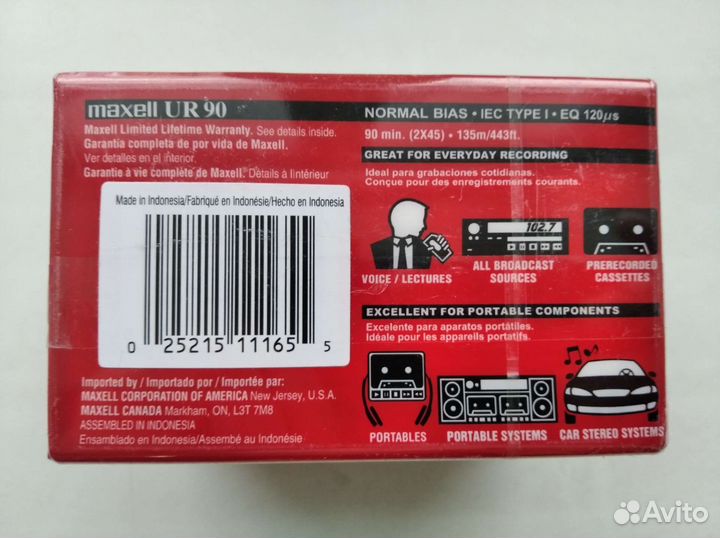 maxell UR 90
Maxell Limited Lifetime Warranty. See details inside.
Garantía completa de por vida de Maxell.
Ver detalles en el interior.
Garantie à vie complète de Maxell. Détails à l'intérieur
Made in Indonesia/Fabriqué en Indonésie/Hecho en Indonesia
0 25215 11165 5
Imported by / Importado por / Importée par:
MAXELL CORPORATION OF AMERICA New Jersey, U.S.A.
MAXELL CANADA Markham, ON, L3T 7M8
ASSEMBLED IN INDONESIA
Ensamblado en Indonesia/Assemblé au Indonésie
NORMAL BIAS • IEC TYPE I • EQ 120µs
90 min. (2X45) • 135m/443ft.
GREAT FOR EVERYDAY RECORDING
Ideal para grabaciones cotidianas.
Conçue pour des enregistrements courants.
102.7
VOICE / LECTURES
ALL BROADCAST
SOURCES
PRERECORDED
CASSETTES
EXCELLENT FOR PORTABLE COMPONENTS
Excelente para aparatos portátiles.
Idéale pour les appareils portatifs.
PORTABLES
PORTABLE SYSTEMS
CAR STEREO SYSTEMS
Avito